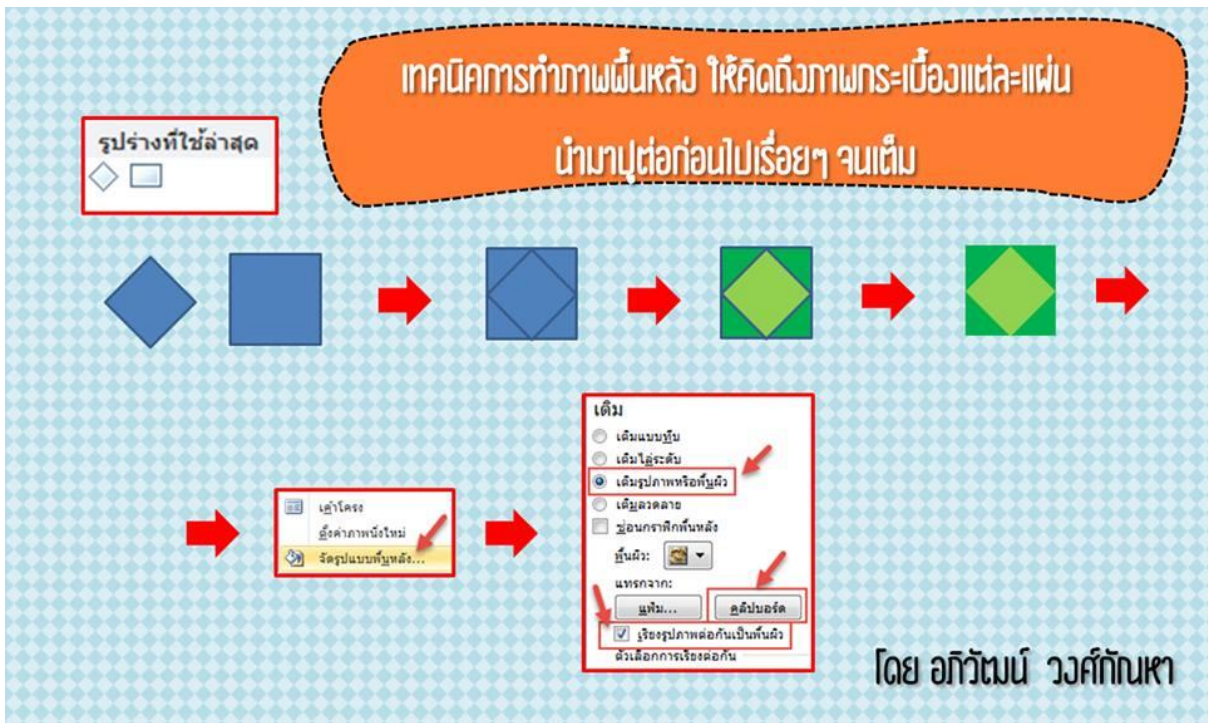 เทคนิคการทำภาพพื้นหลัง ให้คิดถึงภาพกระเบื้องแต่ละแผ่น
นำมาปูต่อก่อนไปเรื่อยๆ จนเต็ม
รูปร่างที่ใช้ล่าสุด
เค้าโครง
ตั้งค่าภาพนิ่งใหม่
จัดรูปแบบพื้นหลัง...
เติม
เติมแบบทึบ
เติมไล่ระดับ
เติมรูปภาพหรือพื้นผิว
เติมลวดลาย
ซ่อนกราฟิกพื้นหลัง
พื้นผิว:
แทรกจาก:
แฟ้ม... คลิปบอร์ด
เรียงรูปภาพต่อกันเป็นพื้นผิว
ตัวเลือกการเรียงต่อกัน
โดย อภิวัฒน์ วงศ์กัณหา